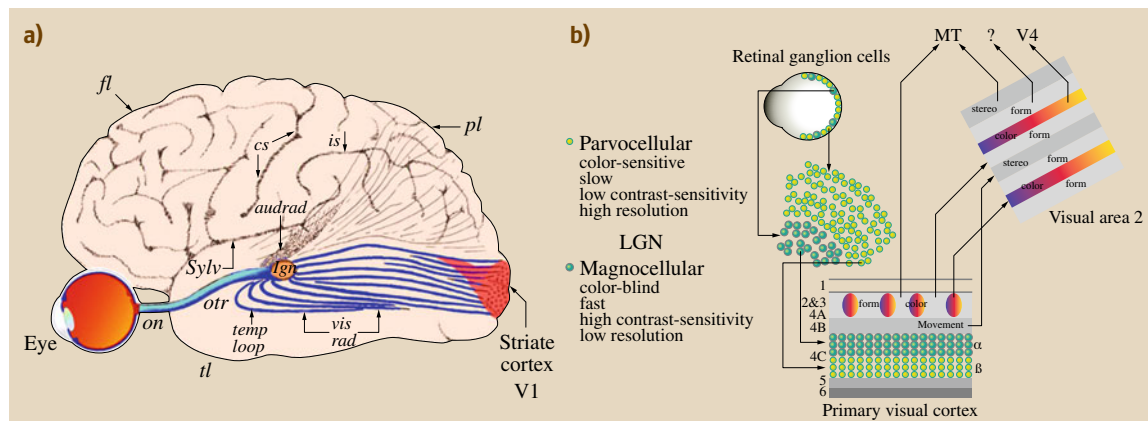 a)
fl
pl
cs
is
audrad
Sylv
lgn
otr
on
Eye
temp
loop
vis
rad
tl
Striate
cortex
V1
b)
MT
?
V4
Retinal ganglion cells
stereo
form
color
form
stereo
form
color
form
Visual area 2
Parvocellular
color-sensitive
slow
low contrast-sensitivity
high resolution
LGN
Magnocellular
color-blind
fast
high contrast-sensitivity
low resolution
1
2&3
form
color
4A
4B
Movement
α
4C
ß
5
6
Primary visual cortex